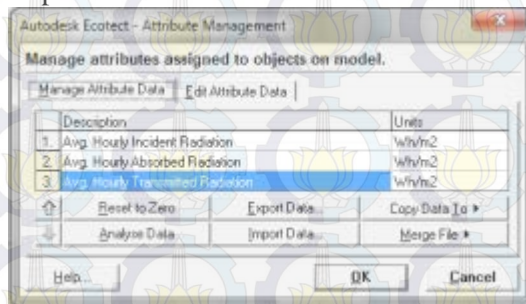 Autodesk Ecotect - Attribute Management
Manage attributes assigned to objects on model.
Manage Attribute Data Edit Attribute Data
Description Units
1. Avg. Hourly Incident Radiation Wh/m2
2. Avg. Hourly Absorbed Radiation Wh/m2
3. Avg. Hourly Transmitted Radiation Wh/m2
Reset to Zero Export Data... Copy Data To
Analyse Data... Import Data... Merge File
Help... OK Cancel